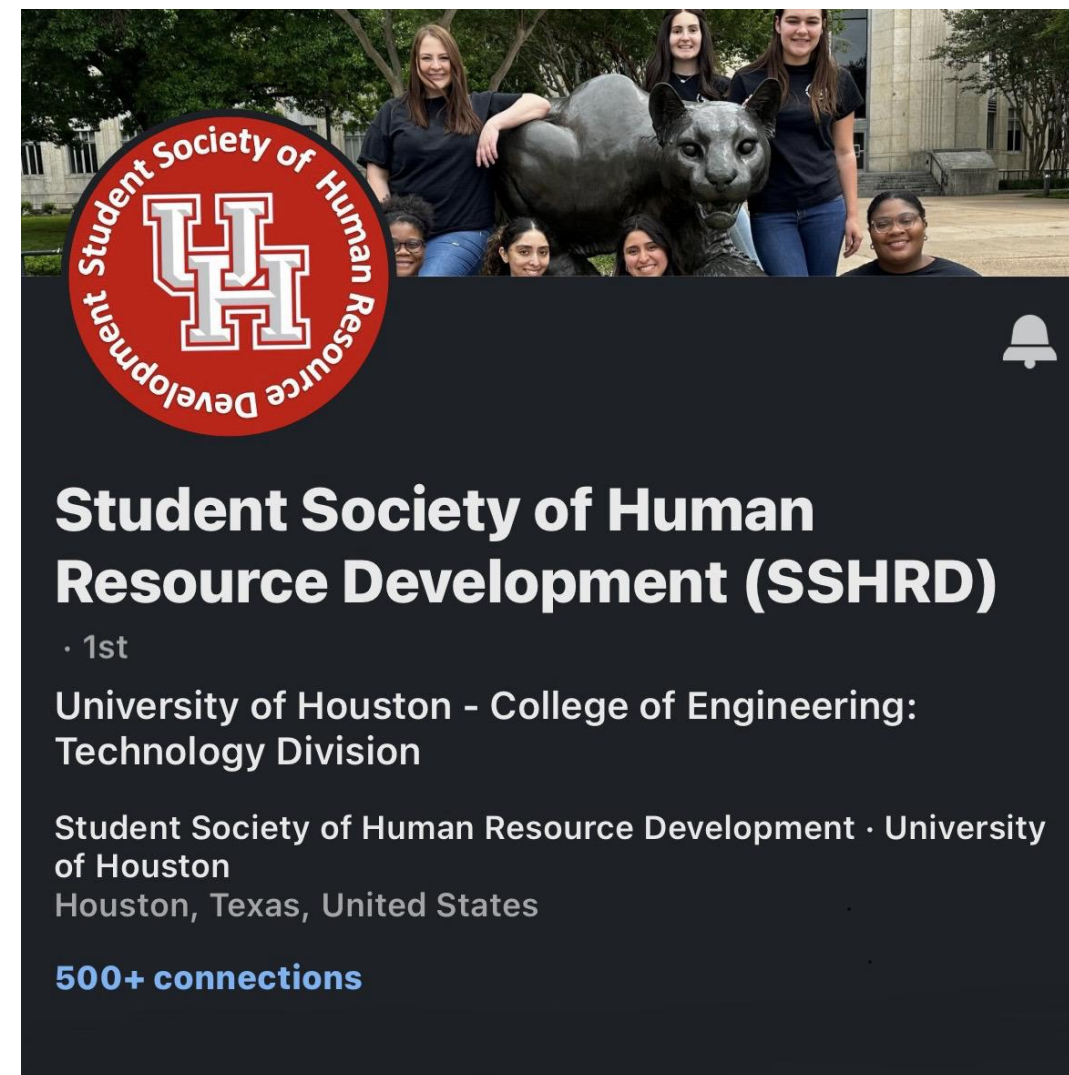 Student Society of Human Resource Development
UH
Student Society of Human
Resource Development (SSHRD)
· 1st
University of Houston - College of Engineering:
Technology Division
Student Society of Human Resource Development · University
of Houston
Houston, Texas, United States
500+ connections